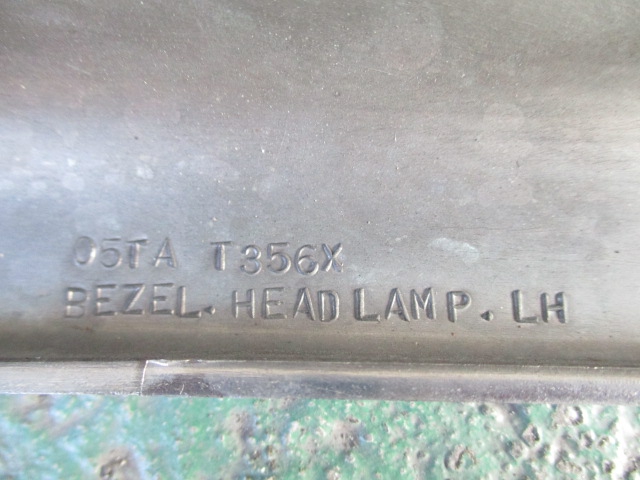 05TA T356X
BEZEL. HEAD LAMP. LH